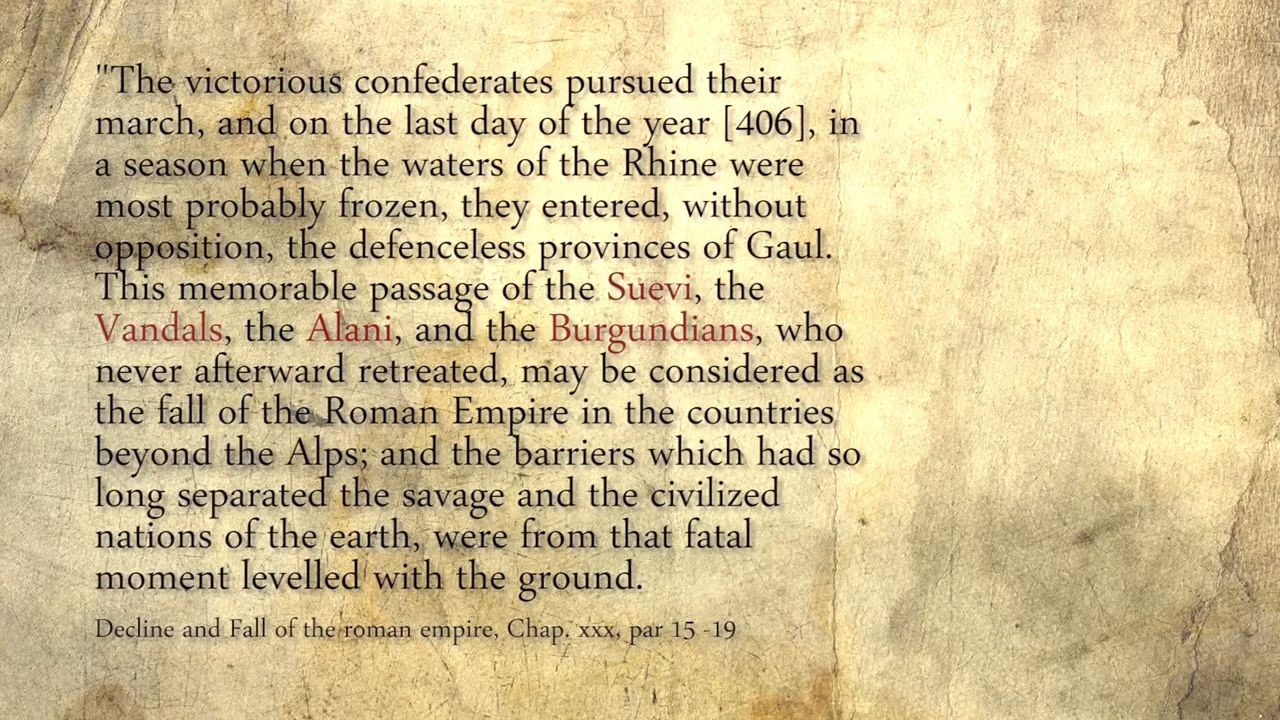 "The victorious confederates pursued their
march, and on the last day of the year [406], in
a season when the waters of the Rhine were
most probably frozen, they entered, without
opposition, the defenceless provinces of Gaul.
This memorable passage of the Suevi, the
Vandals, the Alani, and the Burgundians, who
never afterward retreated, may be considered as
the fall of the Roman Empire in the countries
beyond the Alps; and the barriers which had so
long separated the savage and the civilized
nations of the earth, were from that fatal
moment levelled with the ground.
Decline and Fall of the roman empire, Chap. xxx, par 15 -19